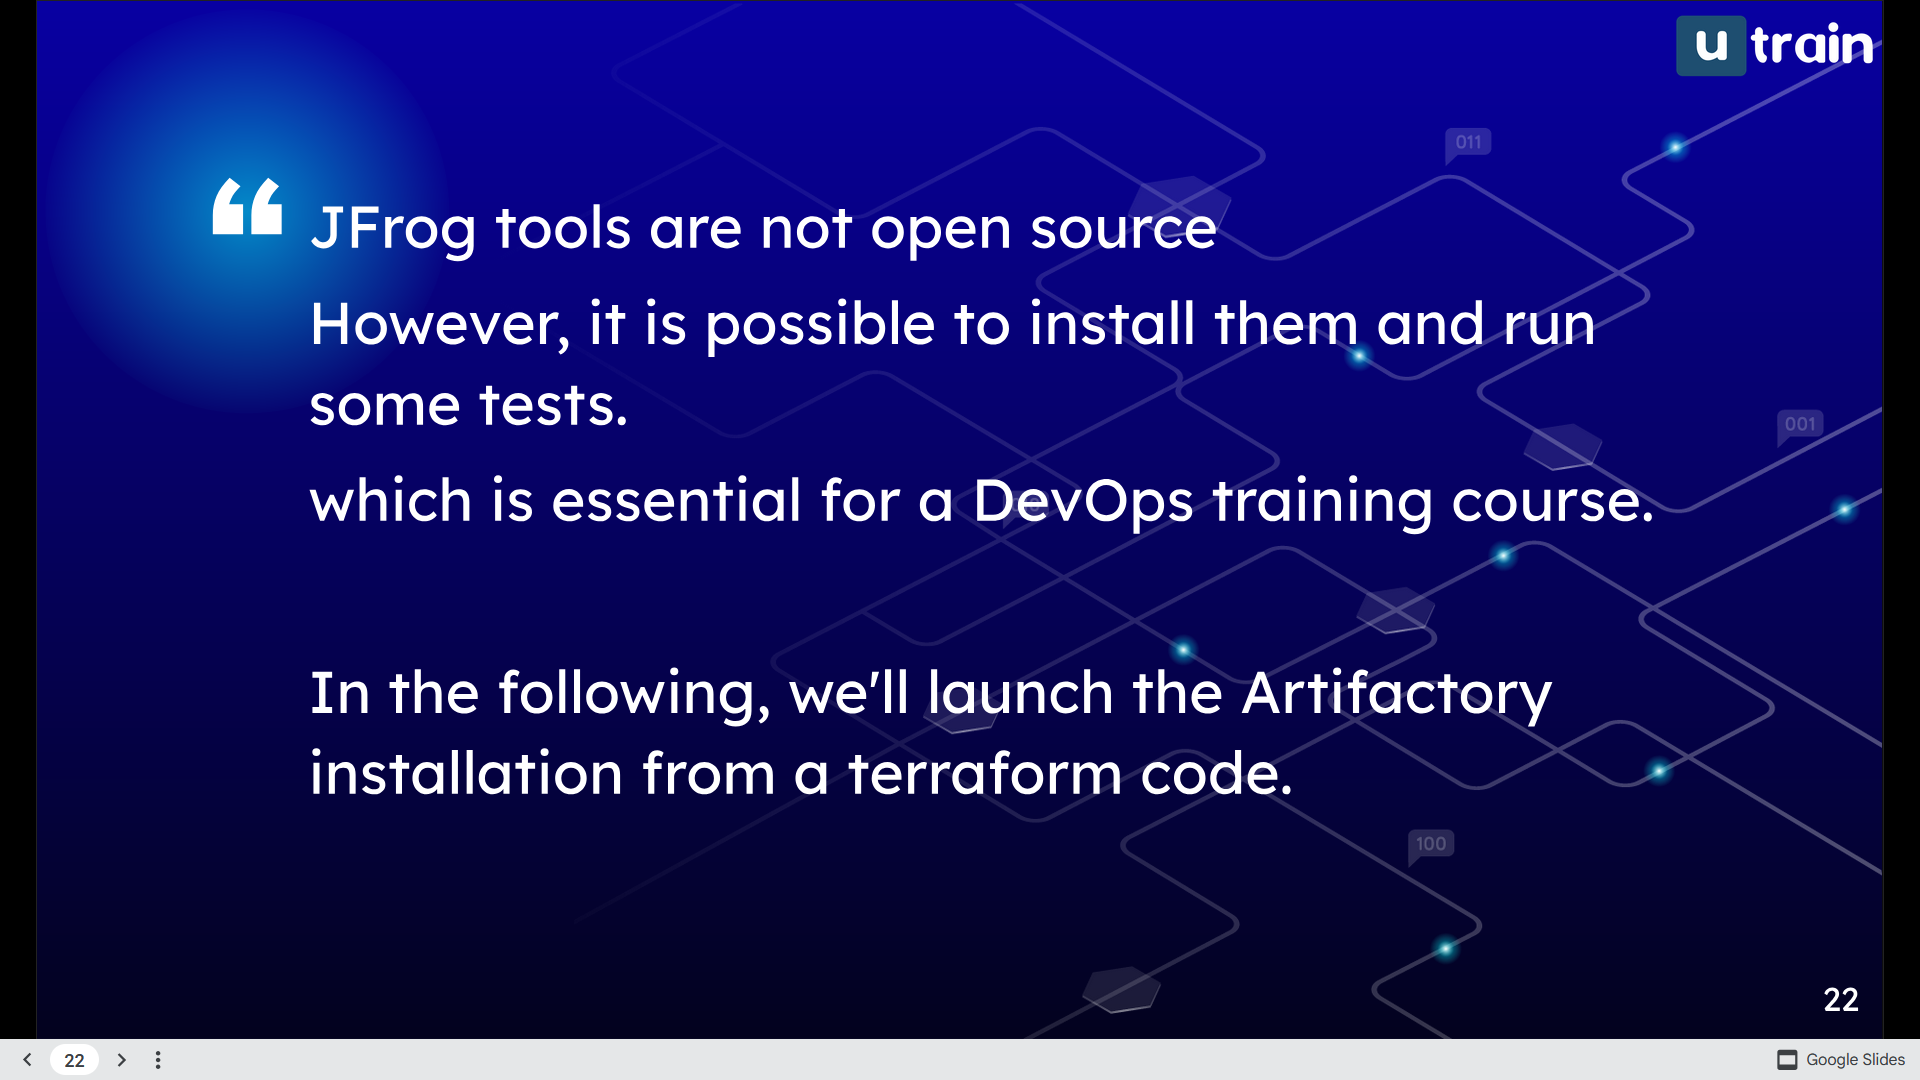 u train
011
“ JFrog tools are not open source
However, it is possible to install them and run
some tests.
001
which is essential for a DevOps training course.
In the following, we'll launch the Artifactory
installation from a terraform code.
100
22
22
Google Slides